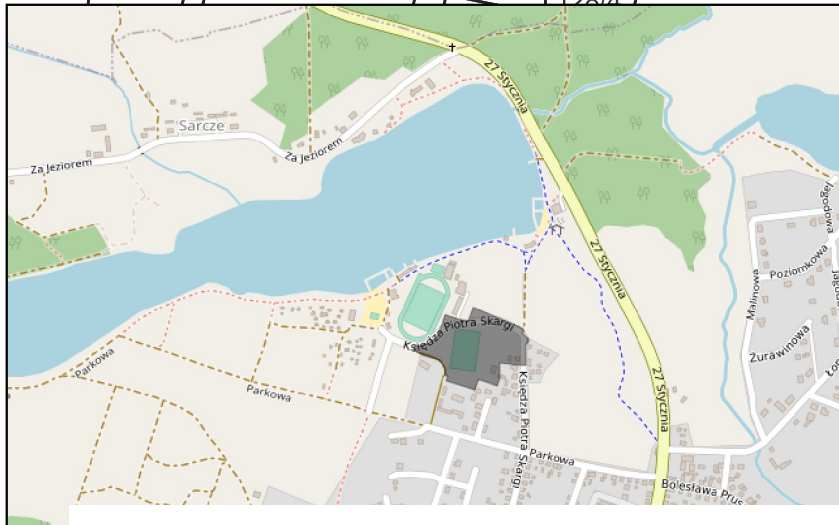 27 Stycznia
Sarcze
Za Jeziorem
Za Jeziorem
Jagodowa
27 Stycznia
Poziomkowa
Malinowa
Księdza Piotra Skargi
Żurawinowa
Parkowa
27 Stycznia
Księdza Piotra Skargi
Parkowa
Parkowa
Bolesława Prus